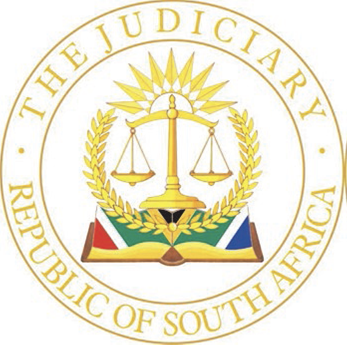 THE JUDICIARY
REPUBLIC OF SOUTH AFRICA